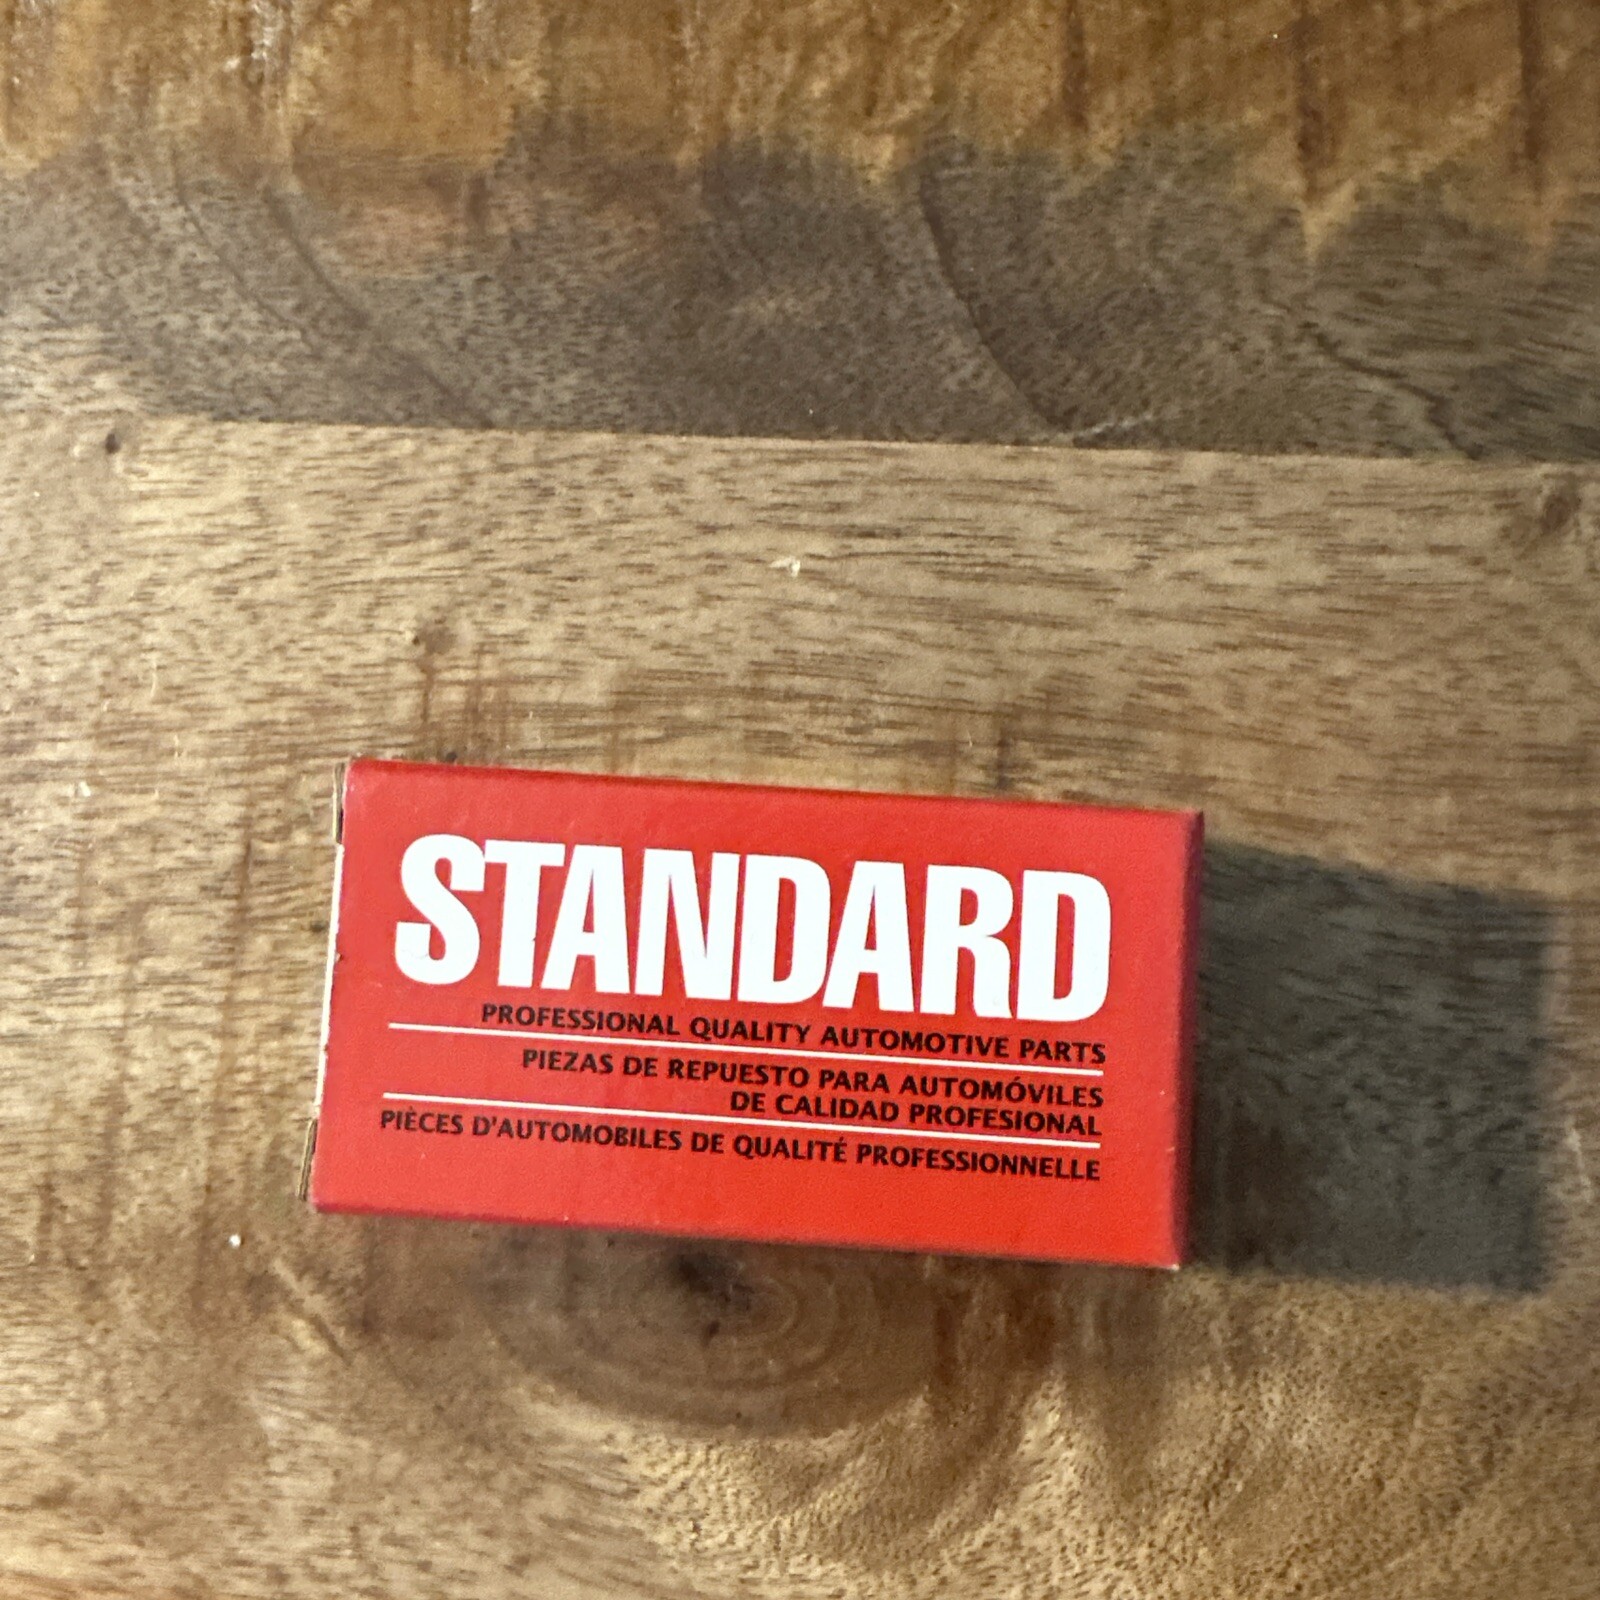 STANDARD
PROFESSIONAL QUALITY AUTOMOTIVE PARTS
PIEZAS DE REPUESTO PARA AUTOMÓVILES
DE CALIDAD PROFESIONAL
PIÈCES D'AUTOMOBILES DE QUALITÉ PROFESSIONNELLE